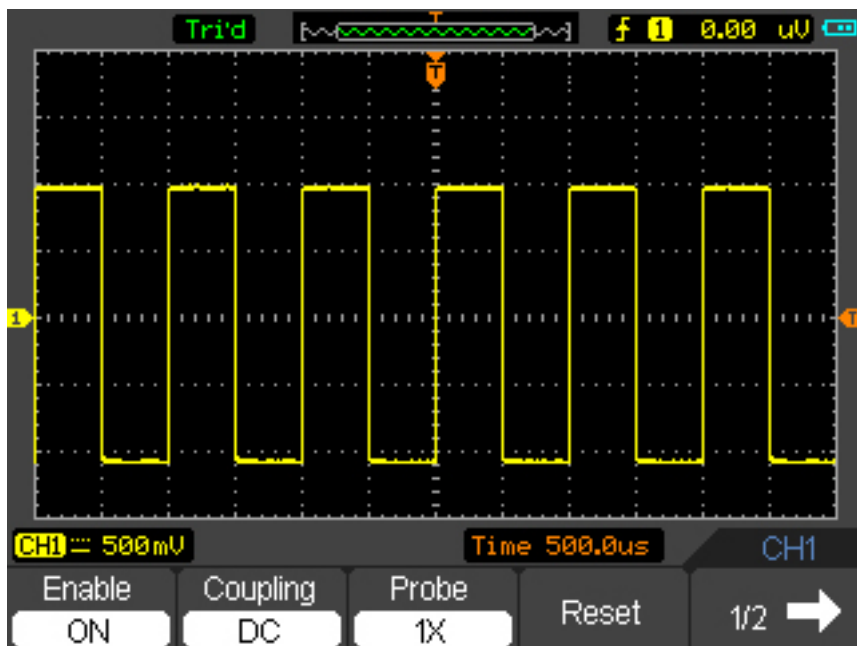 Tri'd
T
1 0.00 uV
T
1
T
CH1 500mV
Time 500.0us
CH1
Enable
Coupling
Probe
Reset
1/2
ON
DC
1X